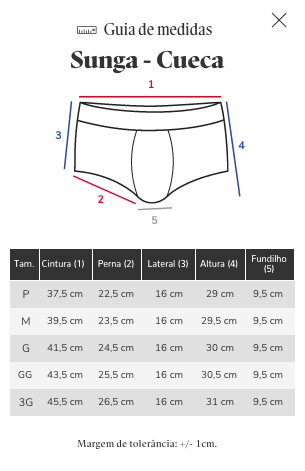 Guia de medidas
Sunga - Cueca
1
3
4
2
5
Tam. Cintura (1) Perna (2) Lateral (3) Altura (4) Fundilho (5)
P 37,5 cm 22,5 cm 16 cm 29 cm 9,5 cm
M 39,5 cm 23,5 cm 16 cm 29,5 cm 9,5 cm
G 41,5 cm 24,5 cm 16 cm 30 cm 9,5 cm
GG 43,5 cm 25,5 cm 16 cm 30,5 cm 9,5 cm
3G 45,5 cm 26,5 cm 16 cm 31 cm 9,5 cm
Margem de tolerância: +/- 1cm.